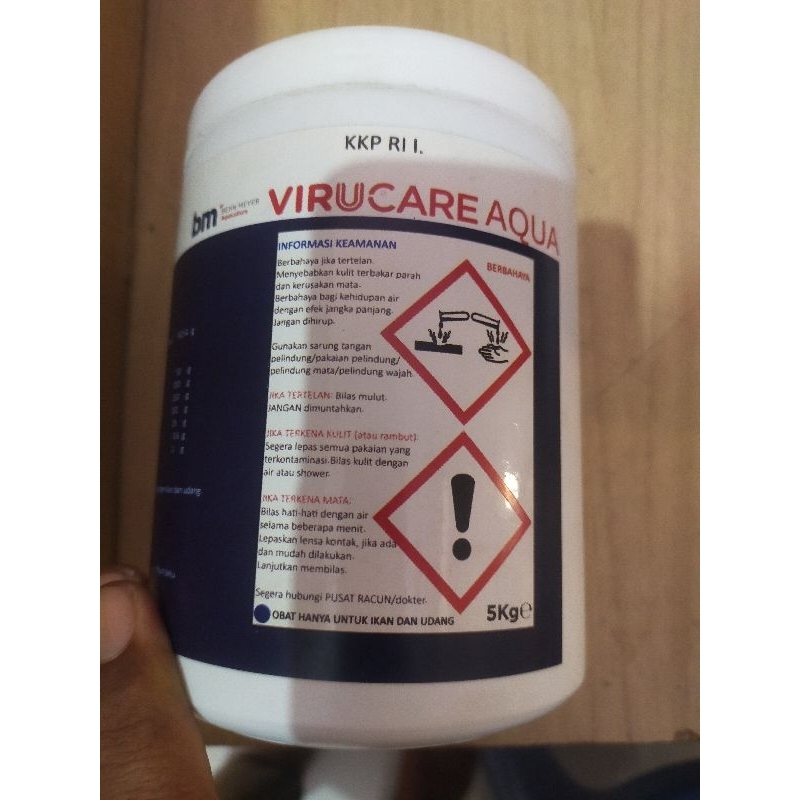 KKP RI I.
bm BEHN MEYER
VIRUCARE AQUA
INFORMASI KEAMANAN
Berbahaya jika tertelan.
Menyebabkan kulit terbakar parah
dan kerusakan mata.
Berbahaya bagi kehidupan air
dengan efek jangka panjang.
Jangan dihirup.
BERBAHAYA
Gunakan sarung tangan
pelindung/pakaian pelindung/
pelindung mata/pelindung wajah.
JIKA TERTELAN: Bilas mulut.
JANGAN dimuntahkan.
JIKA TERKENA KULIT (atau rambut):
Segera lepas semua pakaian yang
terkontaminasi.Bilas kulit dengan
air atau shower.
JIKA TERKENA MATA:
Bilas hati-hati dengan air
selama beberapa menit.
Lepaskan lensa kontak, jika ada
dan mudah dilakukan.
Lanjutkan membilas.
Segera hubungi PUSAT RACUN/dokter.
OBAT HANYA UNTUK IKAN DAN UDANG
5Kg℮
dan udang